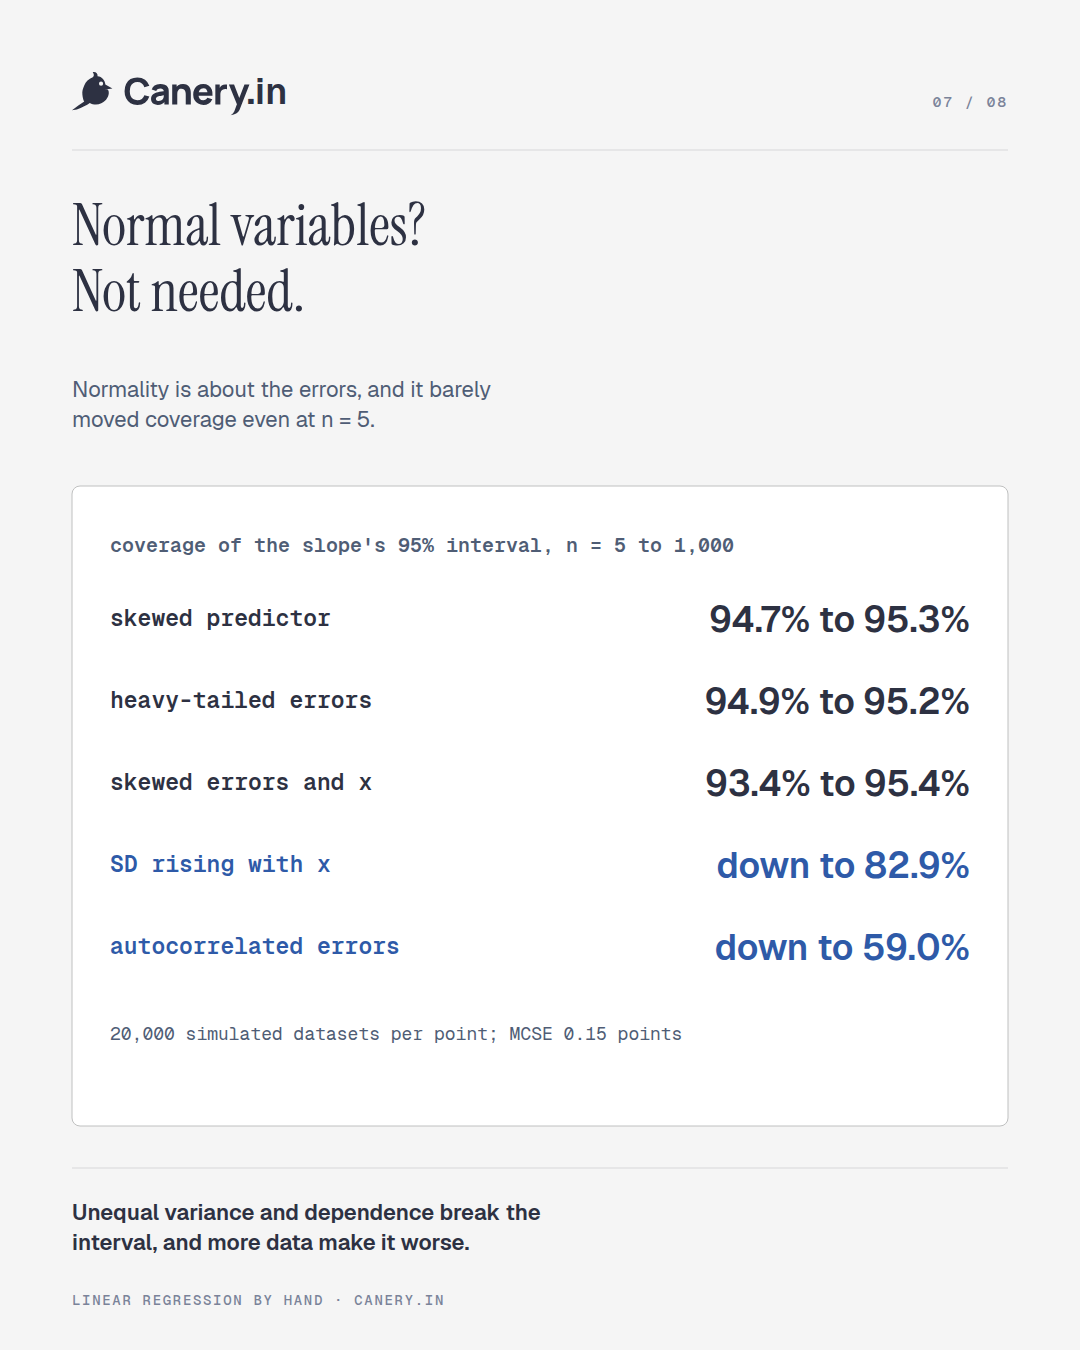 Canery.in
07 / 08
Normal variables?
Not needed.
Normality is about the errors, and it barely
moved coverage even at n = 5.
coverage of the slope's 95% interval, n = 5 to 1,000
skewed predictor 94.7% to 95.3%
heavy-tailed errors 94.9% to 95.2%
skewed errors and x 93.4% to 95.4%
SD rising with x down to 82.9%
autocorrelated errors down to 59.0%
20,000 simulated datasets per point; MCSE 0.15 points
Unequal variance and dependence break the
interval, and more data make it worse.
LINEAR REGRESSION BY HAND · CANERY.IN